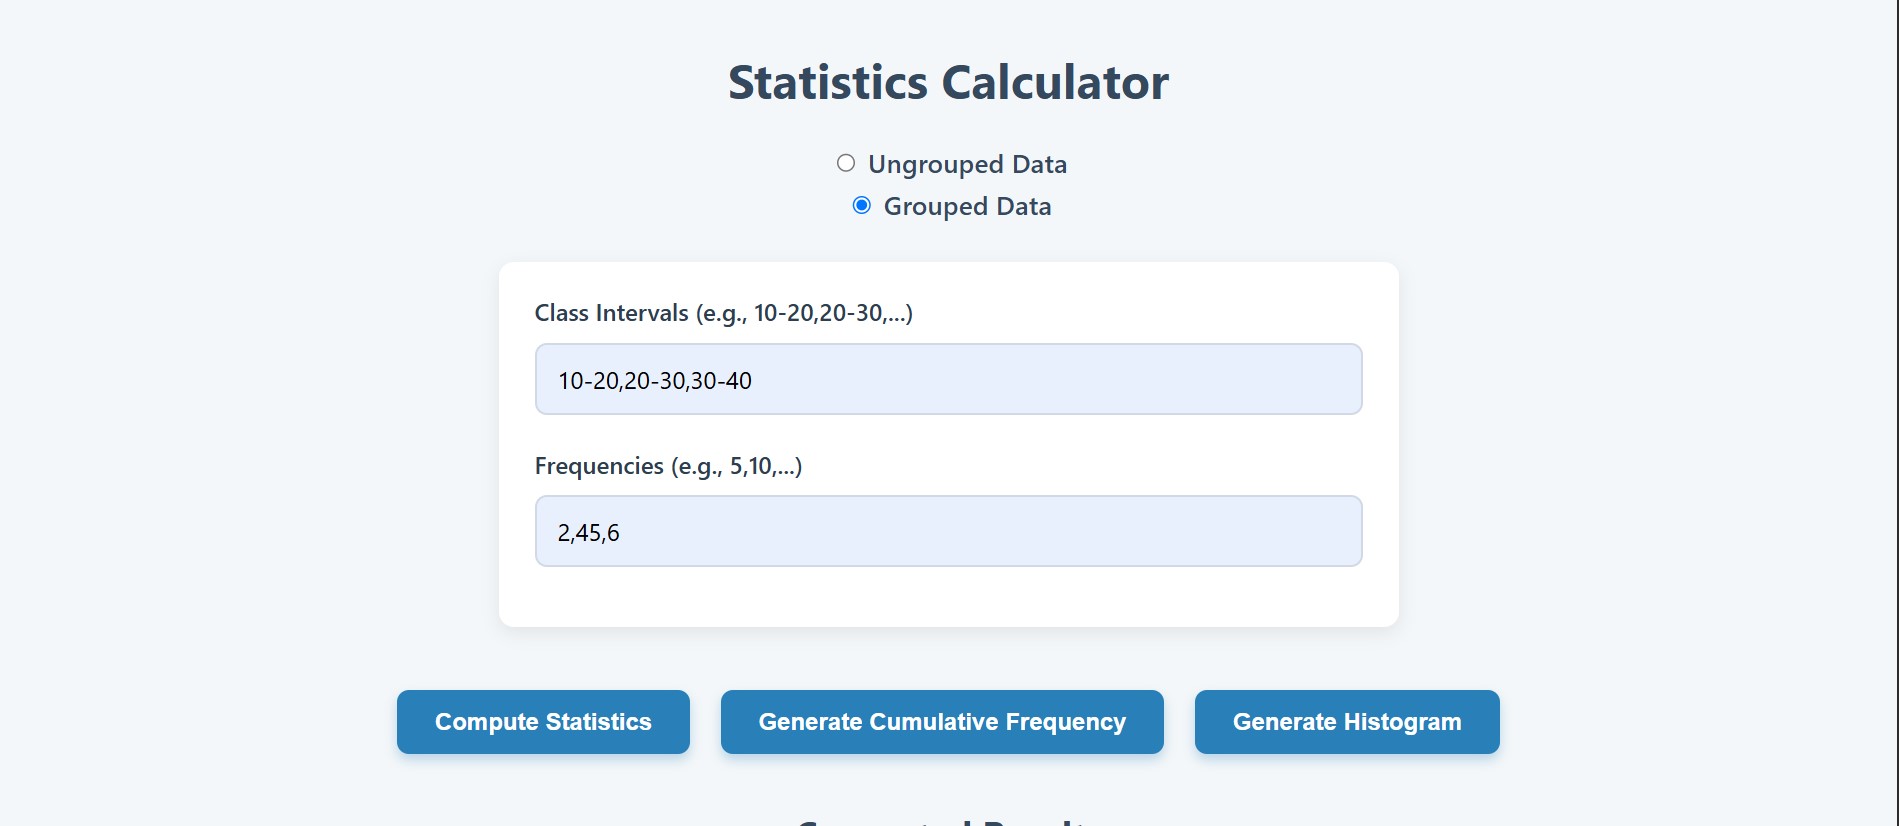 Statistics Calculator
Ungrouped Data
Grouped Data
Class Intervals (e.g., 10-20,20-30,...)
10-20,20-30,30-40
Frequencies (e.g., 5,10,...)
2,45,6
Compute Statistics
Generate Cumulative Frequency
Generate Histogram